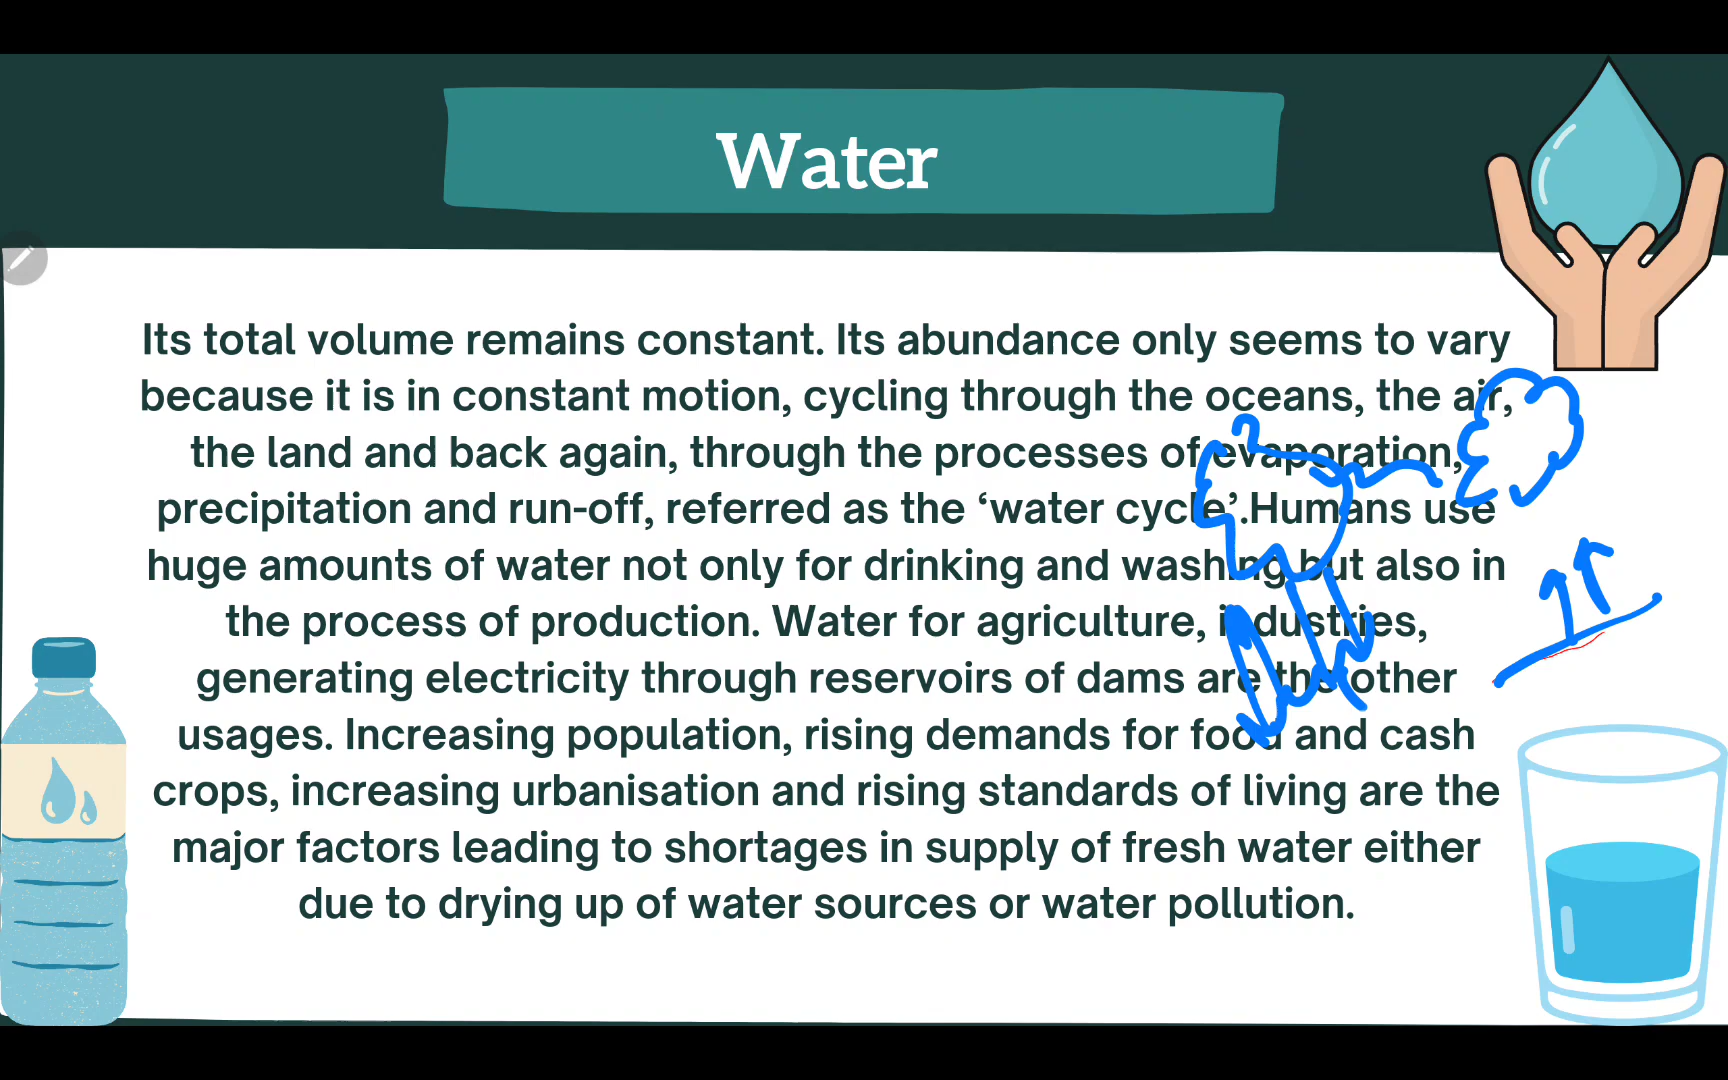 Water
Its total volume remains constant. Its abundance only seems to vary
because it is in constant motion, cycling through the oceans, the air,
the land and back again, through the processes of evaporation,
precipitation and run-off, referred as the ‘water cycle’.Humans use
huge amounts of water not only for drinking and washing but also in
the process of production. Water for agriculture, industries,
generating electricity through reservoirs of dams are the other
usages. Increasing population, rising demands for food and cash
crops, increasing urbanisation and rising standards of living are the
major factors leading to shortages in supply of fresh water either
due to drying up of water sources or water pollution.